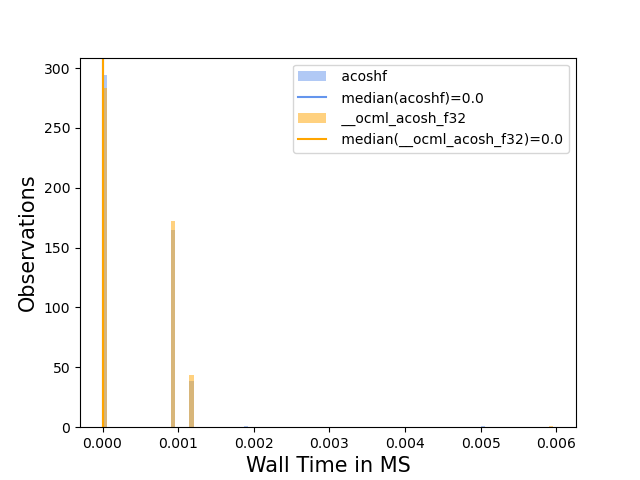 acoshf
median(acoshf)=0.0
__ocml_acosh_f32
median(__ocml_acosh_f32)=0.0
300
250
200
150
100
50
0
Observations
0.000 0.001 0.002 0.003 0.004 0.005 0.006
Wall Time in MS